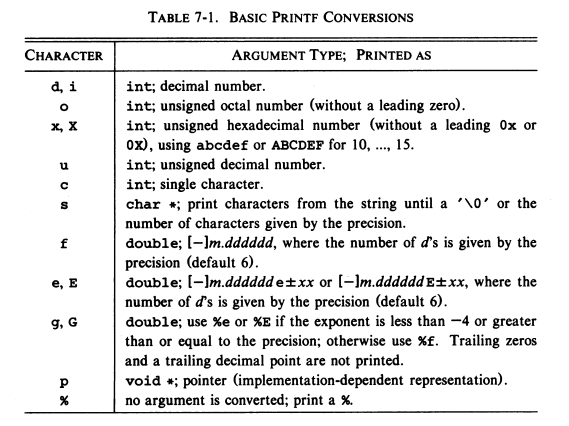 TABLE 7-1. BASIC PRINTF CONVERSIONS
CHARACTER ARGUMENT TYPE; PRINTED AS
d, i int; decimal number.
o int; unsigned octal number (without a leading zero).
x, X int; unsigned hexadecimal number (without a leading 0x or
0X), using abcdef or ABCDEF for 10, ..., 15.
u int; unsigned decimal number.
c int; single character.
s char *; print characters from the string until a '\0' or the
number of characters given by the precision.
f double; [−]m.dddddd, where the number of d's is given by the
precision (default 6).
e, E double; [−]m.dddddde±xx or [−]m.ddddddE±xx, where the
number of d's is given by the precision (default 6).
g, G double; use %e or %E if the exponent is less than −4 or greater
than or equal to the precision; otherwise use %f. Trailing zeros
and a trailing decimal point are not printed.
p void *; pointer (implementation-dependent representation).
% no argument is converted; print a %.